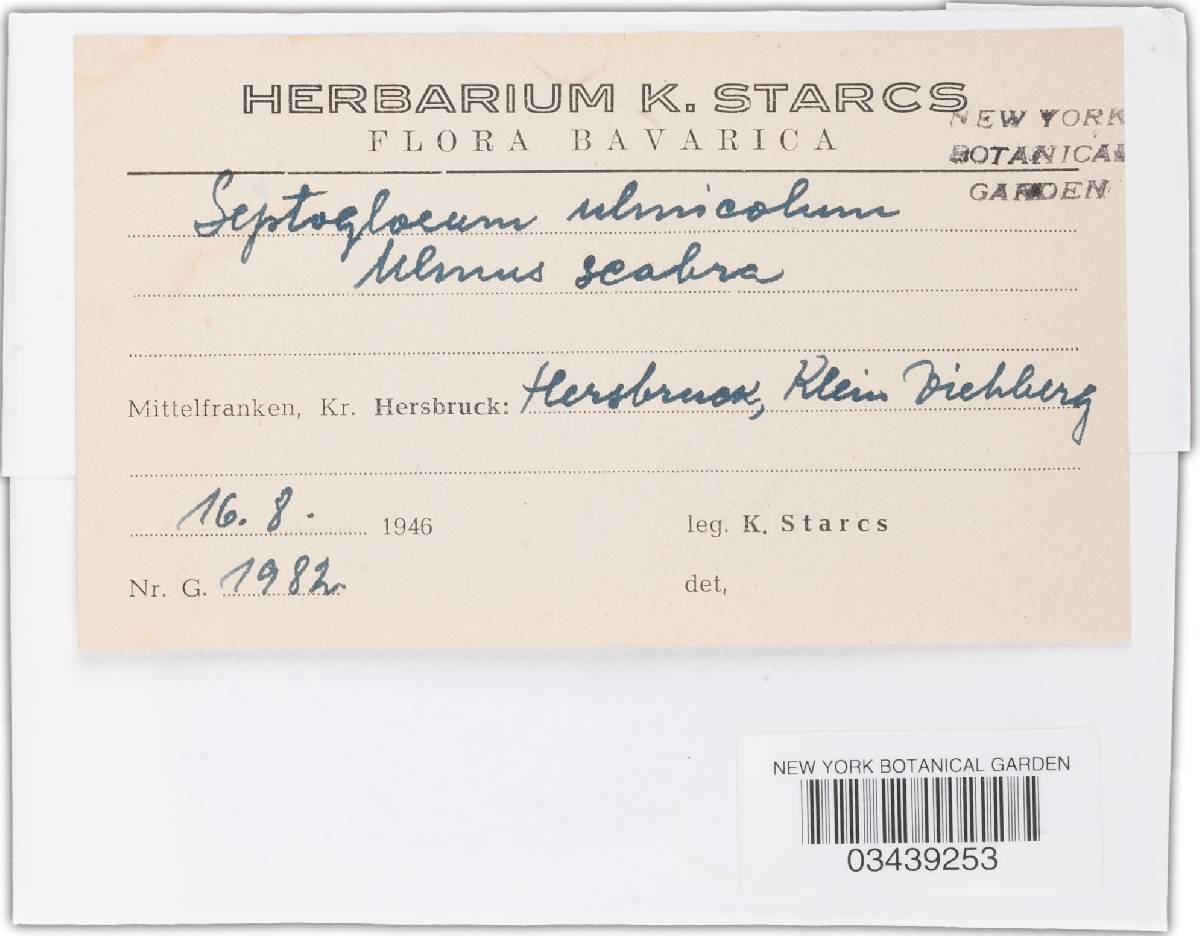 HERBARIUM K. STARCS
FLORA BAVARICA
NEW YORK
BOTANICAL
GARDEN
Septogloeum ulmicolum
Ulmus scabra
Mittelfranken, Kr. Hersbruck: Hersbruck, Klein Viehberg
16. 8. 1946
leg. K. Starcs
Nr. G. 1982
det,
NEW YORK BOTANICAL GARDEN
03439253